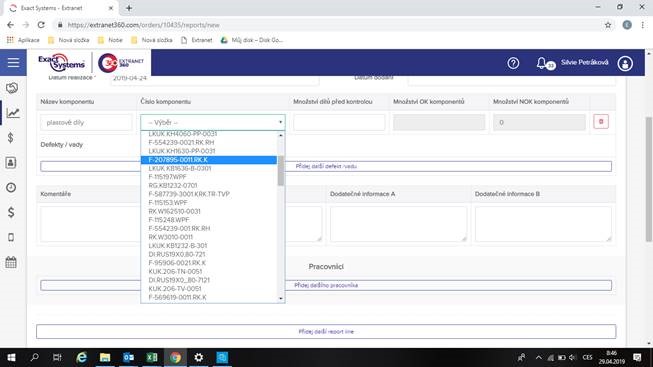 Exact Systems - Extranet
https://extranet360.com/orders/10435/reports/new
Aplikace Nová složka Notie Nová složka Extranet Můj disk – Disk Go...
Exact Systems EXTRANET 360 33 Silvie Petráková
Datum realizace * 2019-04-24 Datum dodání
Název komponentu Číslo komponentu Množství dílů před kontrolou Množství OK komponentů Množství NOK komponentů
plastové díly -- Výběr -- 0
LKUK.KH4060-PP-0031
F-554239-0021.RK.RH
Defekty / vady
LKUK.KH1630-PP-0031
F-207895-0011.RK.K
LKUK.KB1636-B-0301
Přidej další defekt /vadu
F-115197.WPF
RG.KB1232-0701
F-587739-3001.KRK.TR-TVP
Komentáře Dodatečné informace A Dodatečné informace B
F-115153.WPF
RK.W162510-0031
F-115248.WPF
F-554239-001.RK.RH
RK.W3010-0011
LKUK.KB1232-B-301
DI.RUS19X0,80-721
F-95906-0021.RK.K
KUK.206-TN-0051
DI.RUS19X0,,80-7121
KUK.206-TV-0051
F-569619-0011.RK.K
Pracovníci
Přidej dalšího pracovníka
Přidej další report line
CES 8:46
29.04.2019